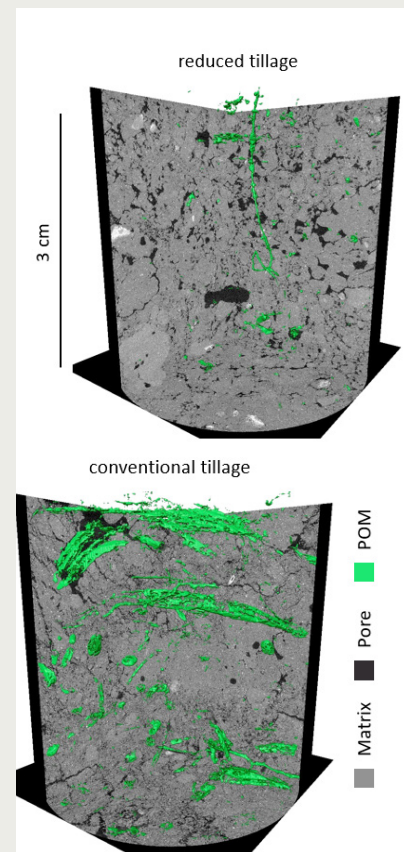 reduced tillage
3 cm
conventional tillage
POM
Pore
Matrix